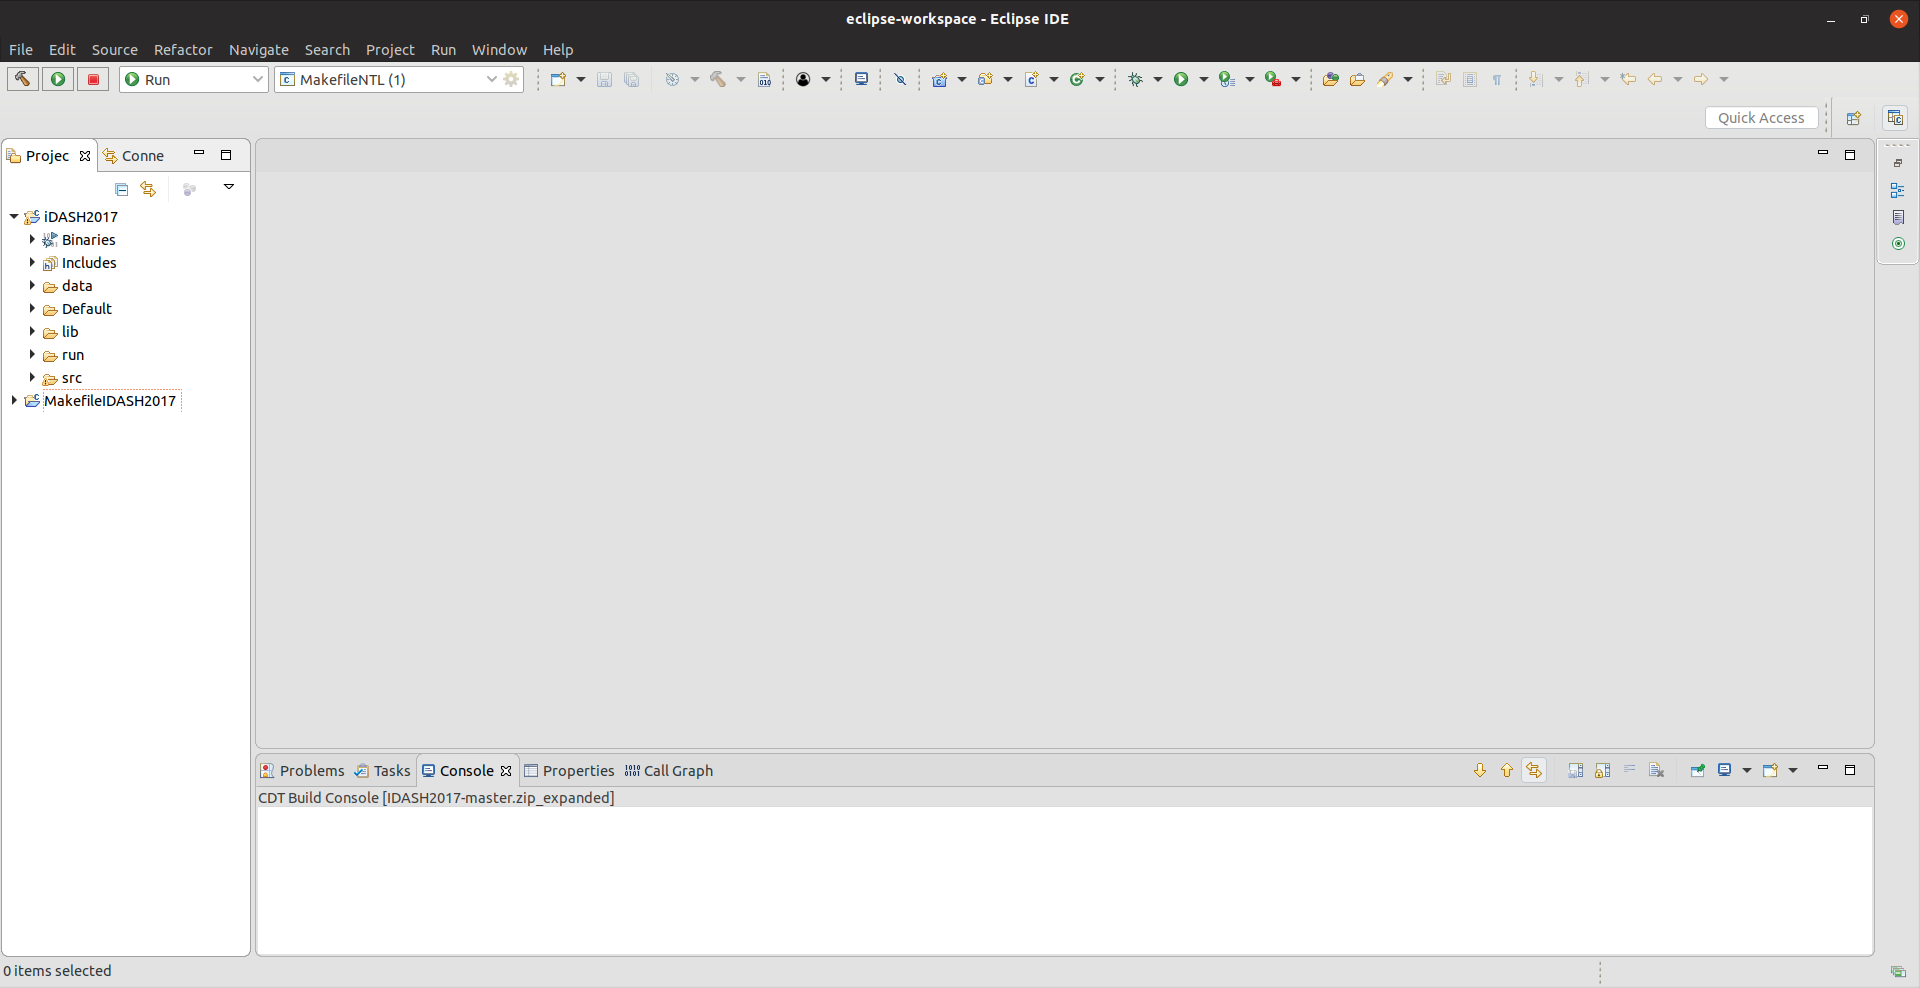 eclipse-workspace - Eclipse IDE
File Edit Source Refactor Navigate Search Project Run Window Help
Run MakefileNTL (1)
Quick Access
Projec Conne
iDASH2017
Binaries
Includes
data
Default
lib
run
src
MakefileIDASH2017
Problems Tasks Console Properties Call Graph
CDT Build Console [IDASH2017-master.zip_expanded]
0 items selected